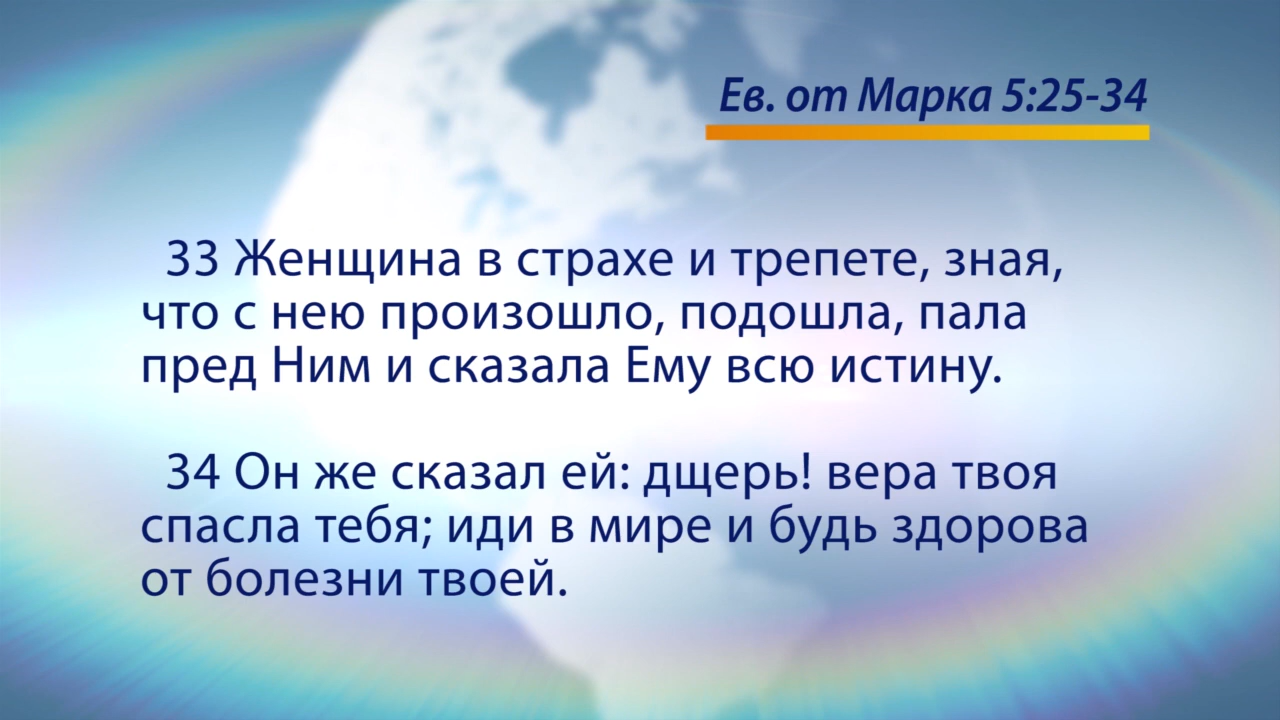 Ев. от Марка 5:25-34
33 Женщина в страхе и трепете, зная,
что с нею произошло, подошла, пала
пред Ним и сказала Ему всю истину.
34 Он же сказал ей: дщерь! вера твоя
спасла тебя; иди в мире и будь здорова
от болезни твоей.